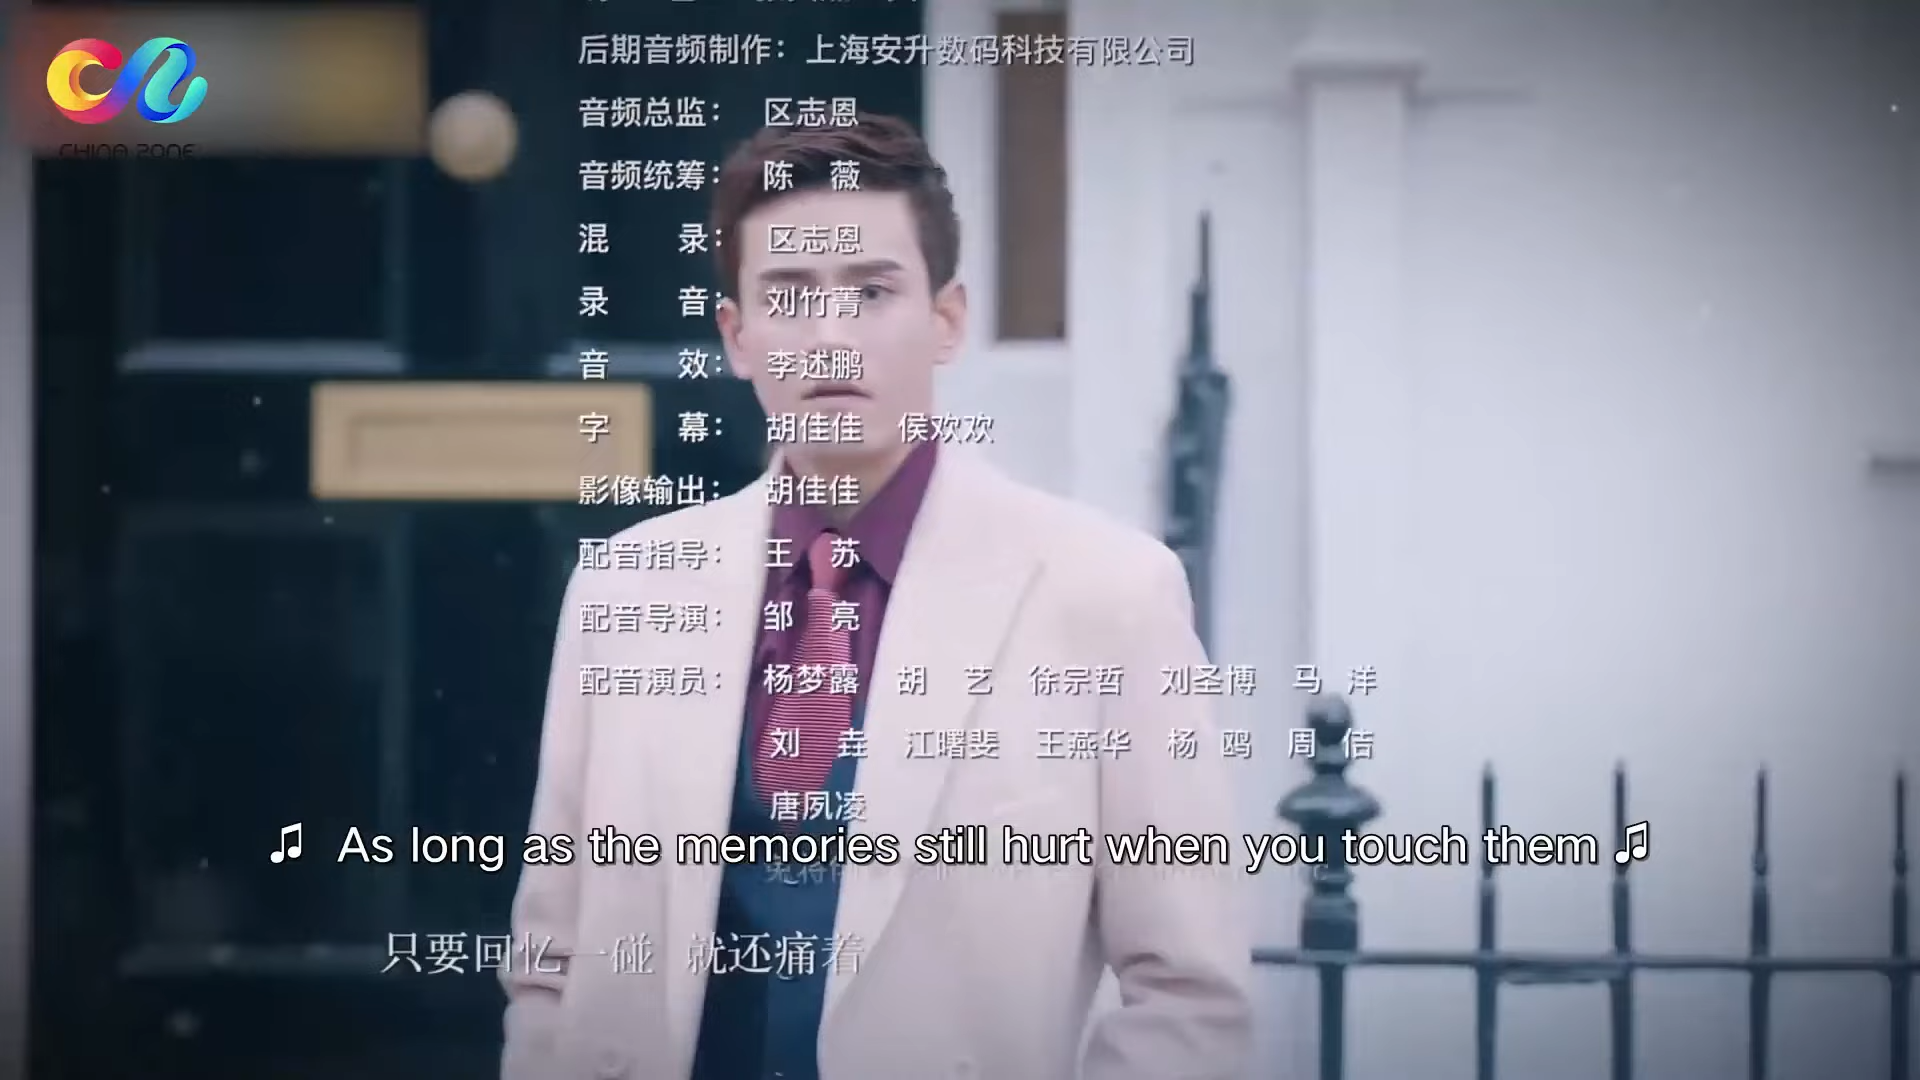 CHINA ZONE
后期音频制作：上海安升数码科技有限公司
音频总监： 区志恩
音频统筹： 陈 薇
混 录： 区志恩
录 音： 刘竹菁
音 效： 李述鹏
字 幕： 胡佳佳 侯欢欢
影像输出： 胡佳佳
配音指导： 王 苏
配音导演： 邹 亮
配音演员： 杨梦露 胡 艺 徐宗哲 刘圣博 马 洋
刘 垚 江曙斐 王燕华 杨 鸥 周 佶
唐夙凌
♫ As long as the memories still hurt when you touch them ♫
只要回忆一碰 就还痛着